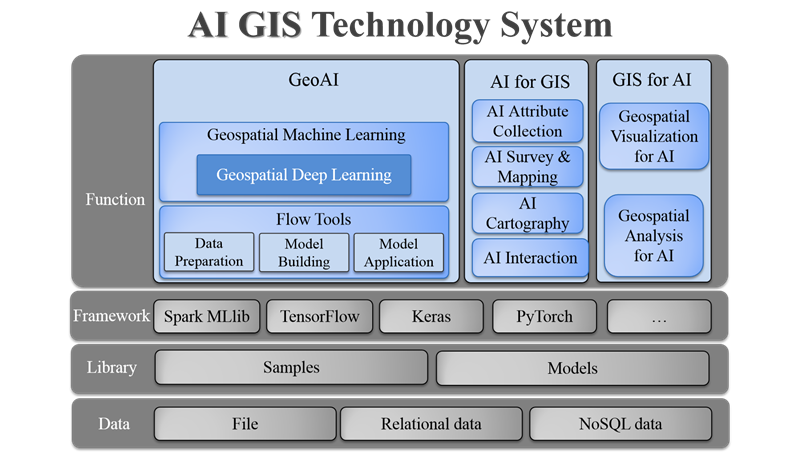 AI GIS Technology System
Function
GeoAI
Geospatial Machine Learning
Geospatial Deep Learning
Flow Tools
Data
Preparation
Model
Building
Model
Application
AI for GIS
AI Attribute
Collection
AI Survey &
Mapping
AI
Cartography
AI Interaction
GIS for AI
Geospatial
Visualization
for AI
Geospatial
Analysis
for AI
Framework
Spark MLlib
TensorFlow
Keras
PyTorch
…
Library
Samples
Models
Data
File
Relational data
NoSQL data